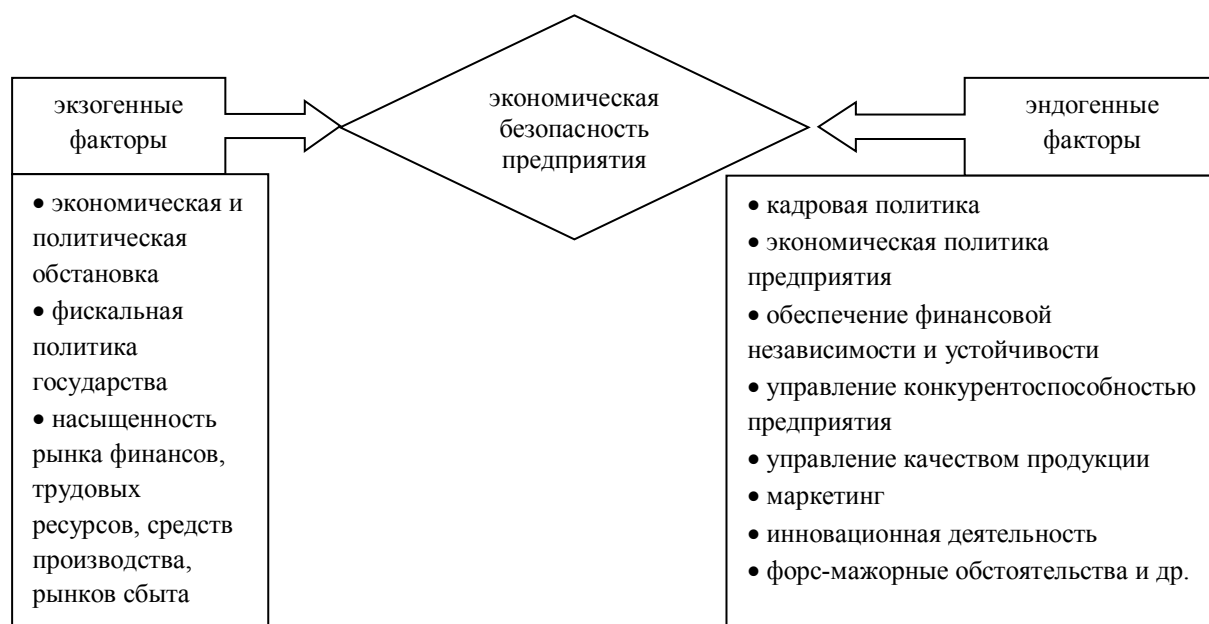 экзогенные
факторы
экономическая
безопасность
предприятия
эндогенные
факторы
• экономическая и
политическая
обстановка
• фискальная
политика
государства
• насыщенность
рынка финансов,
трудовых
ресурсов, средств
производства,
рынков сбыта
• кадровая политика
• экономическая политика
предприятия
• обеспечение финансовой
независимости и устойчивости
• управление конкурентоспособностью
предприятия
• управление качеством продукции
• маркетинг
• инновационная деятельность
• форс-мажорные обстоятельства и др.